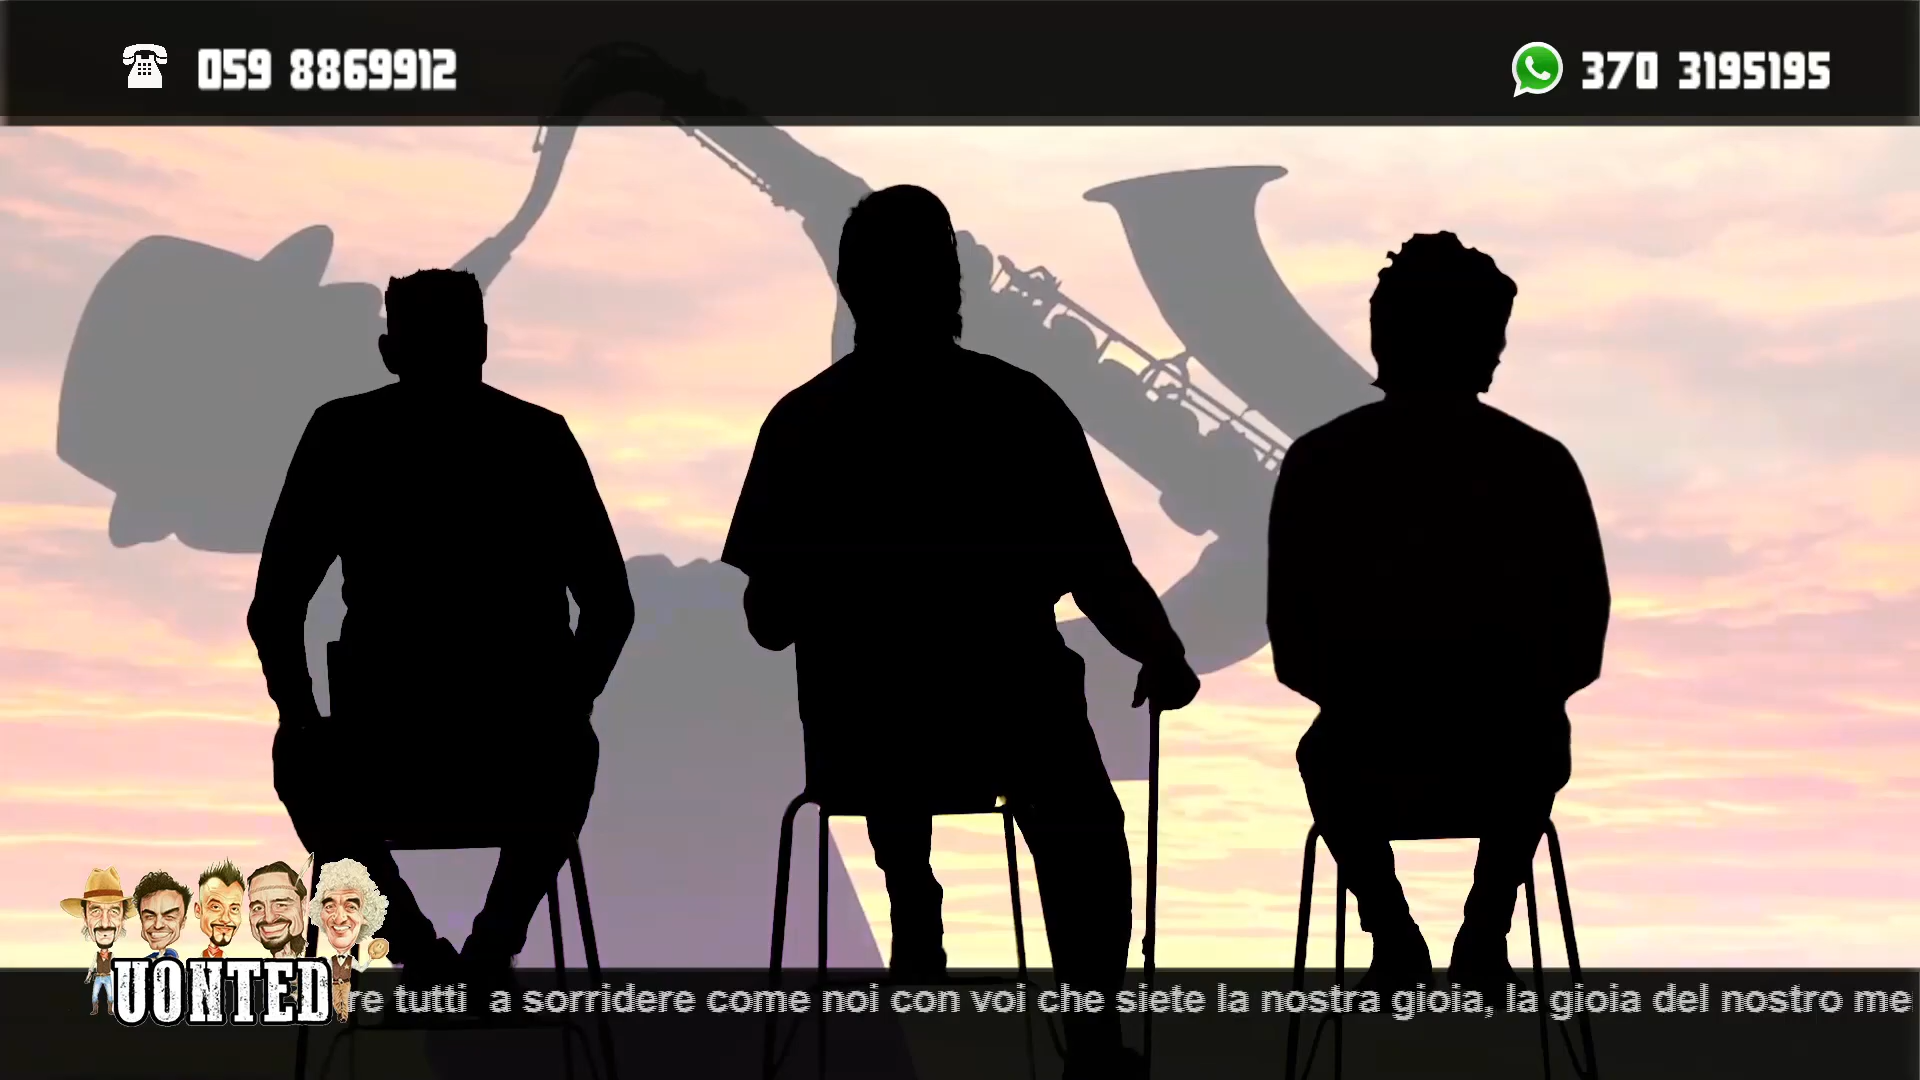 059 8869912
370 3195195
UONTED
re tutti a sorridere come noi con voi che siete la nostra gioia, la gioia del nostro me